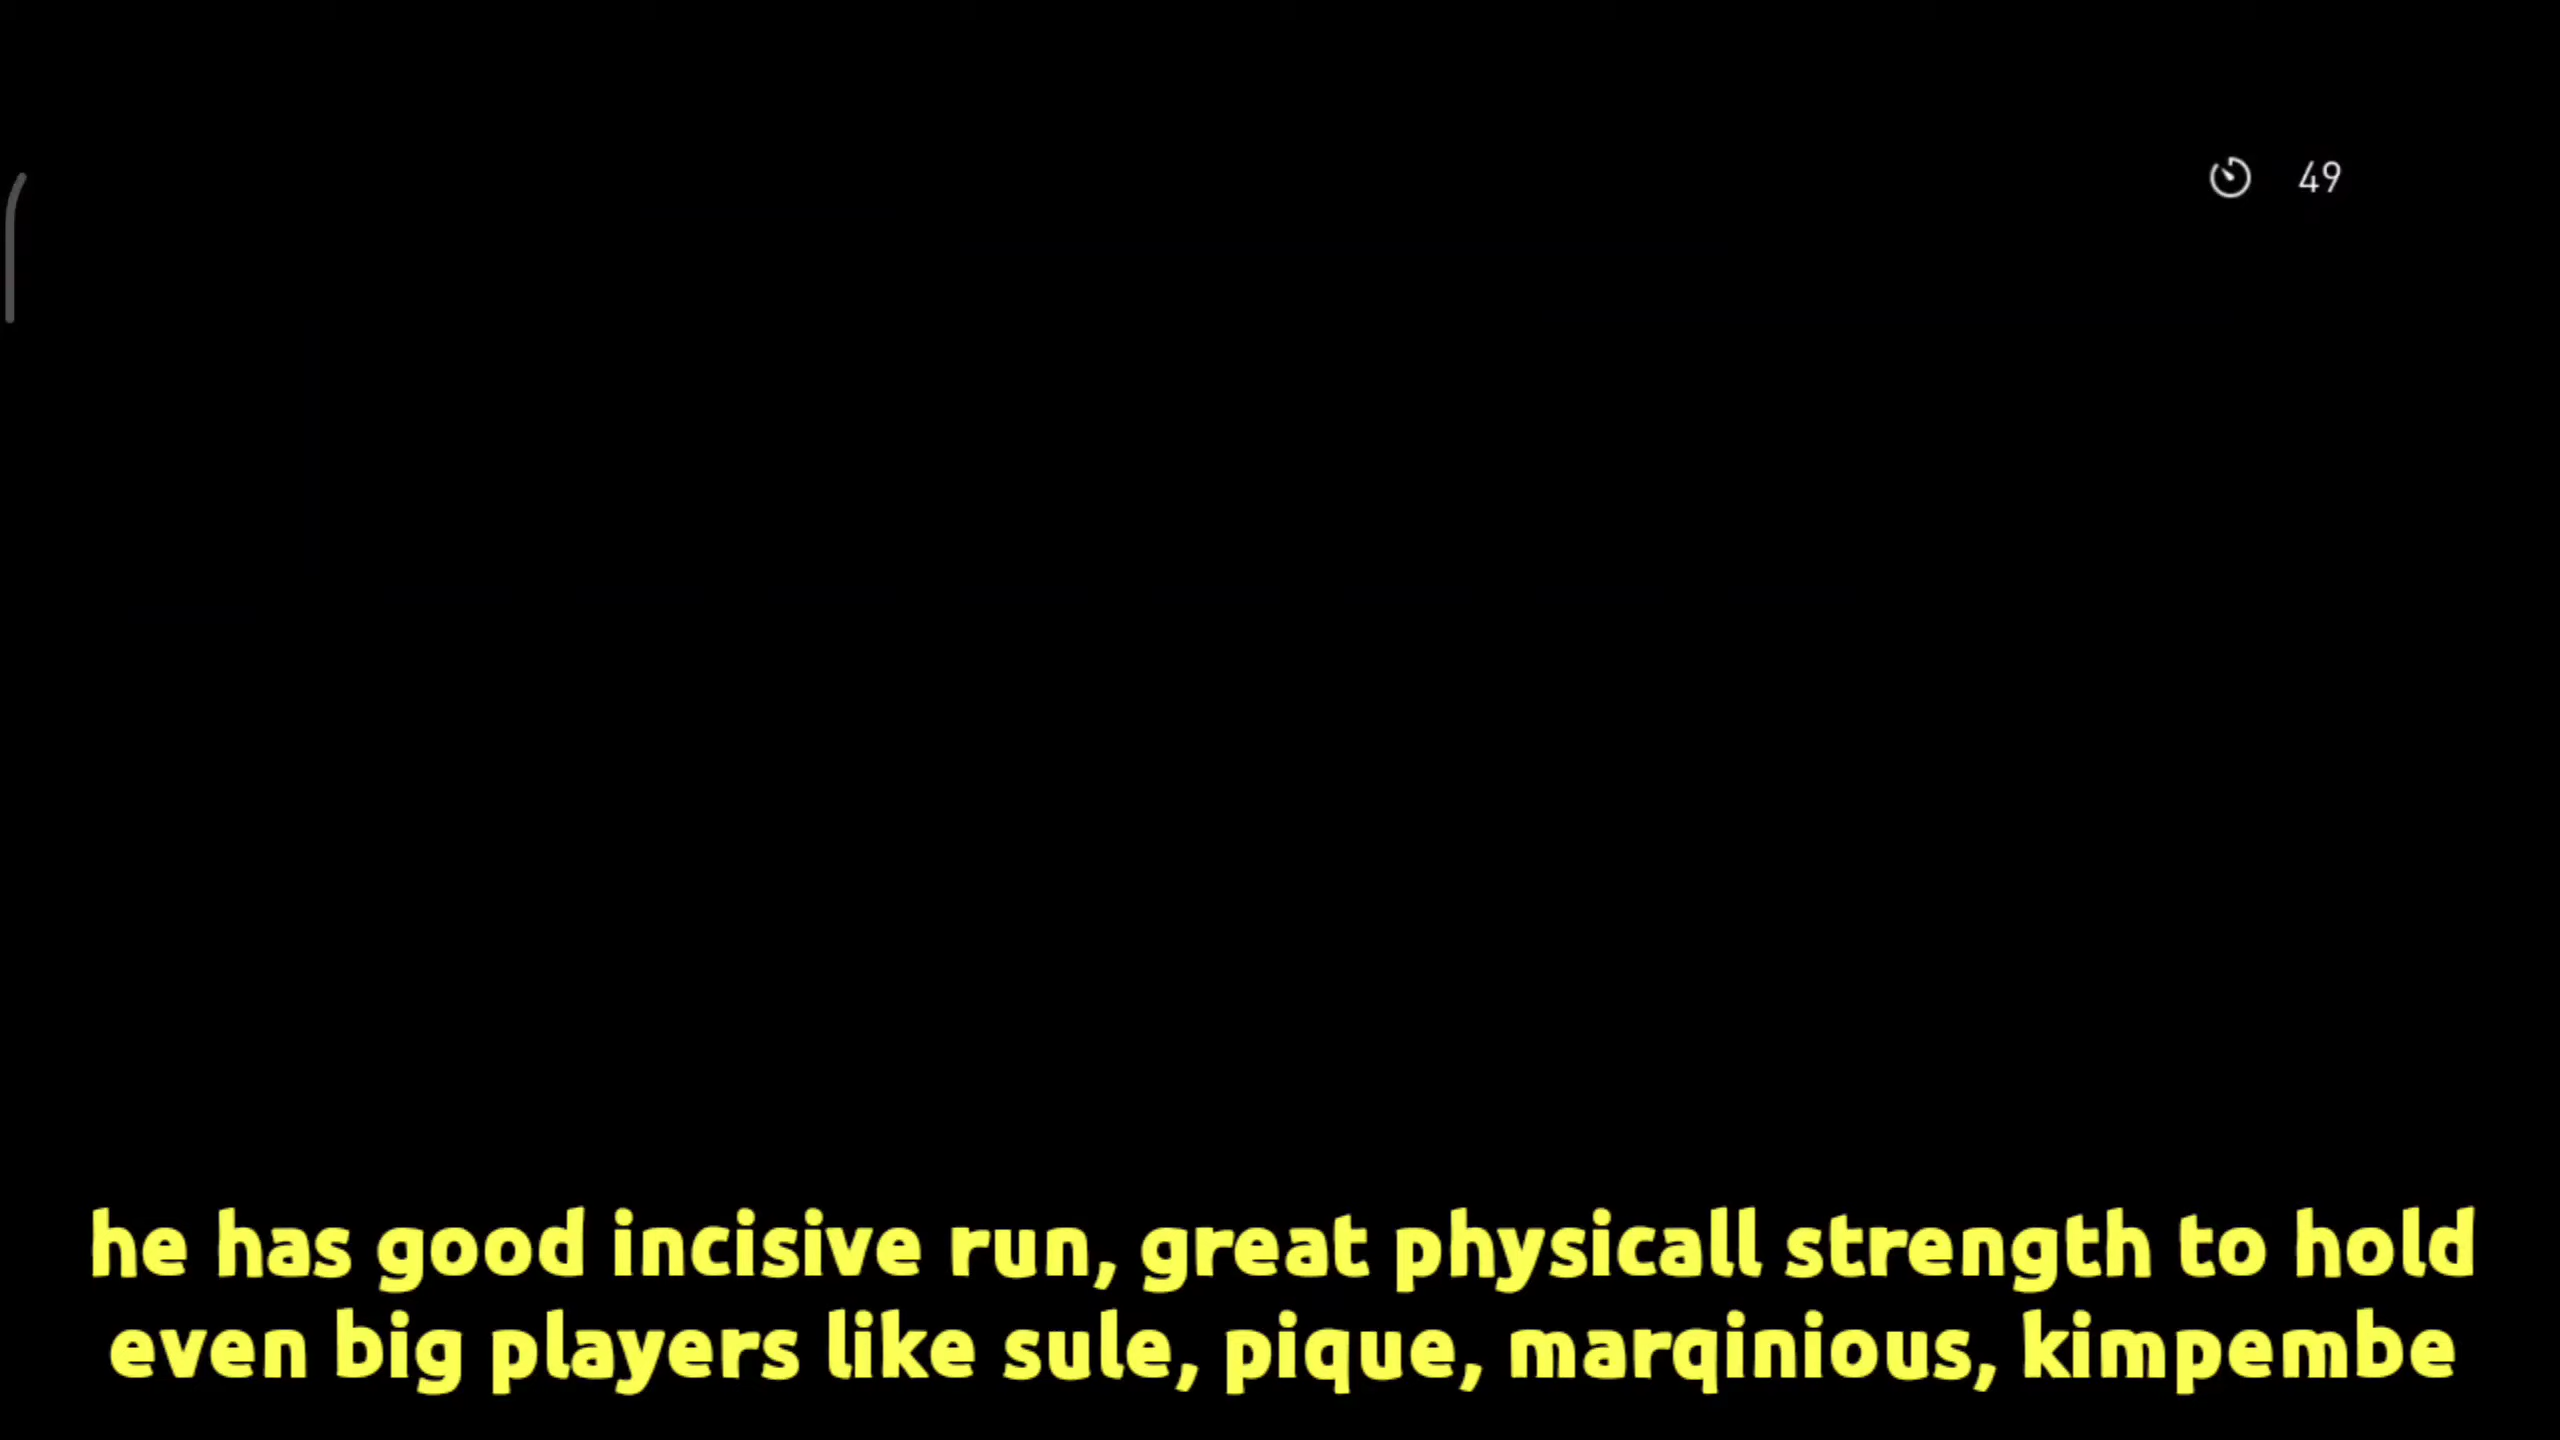 49
he has good incisive run, great physicall strength to hold
even big players like sule, pique, marqinious, kimpembe